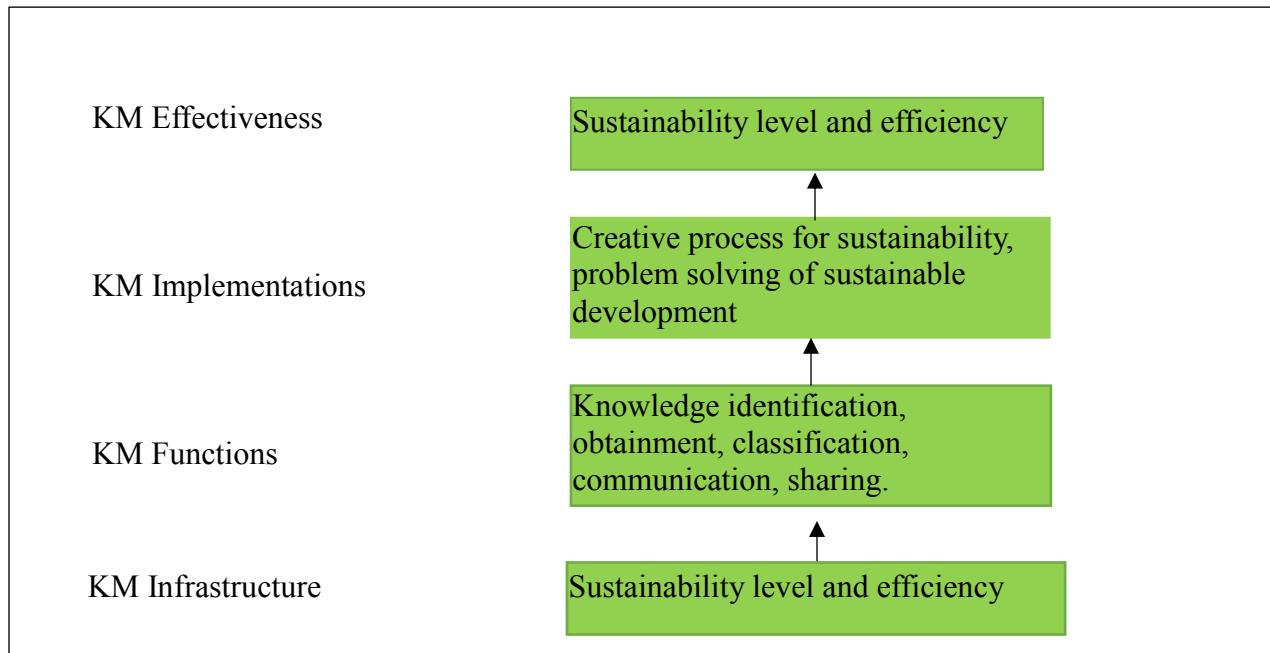 KM Effectiveness
Sustainability level and efficiency
KM Implementations
Creative process for sustainability,
problem solving of sustainable
development
KM Functions
Knowledge identification,
obtainment, classification,
communication, sharing.
KM Infrastructure
Sustainability level and efficiency